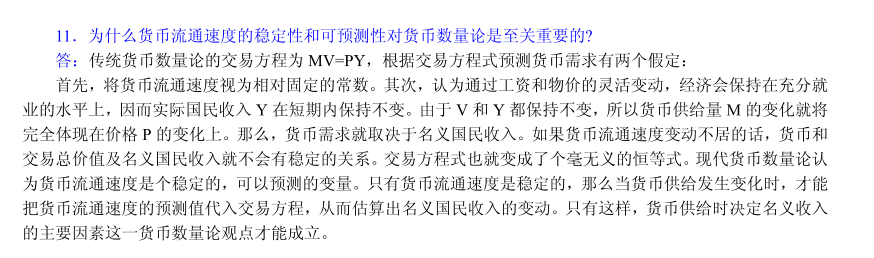 11．为什么货币流通速度的稳定性和可预测性对货币数量论是至关重要的?
答：传统货币数量论的交易方程为 MV=PY，根据交易方程式预测货币需求有两个假定：
首先，将货币流通速度视为相对固定的常数。其次，认为通过工资和物价的灵活变动，经济会保持在充分就
业的水平上，因而实际国民收入 Y 在短期内保持不变。由于 V 和 Y 都保持不变，所以货币供给量 M 的变化就将
完全体现在价格 P 的变化上。那么，货币需求就取决于名义国民收入。如果货币流通速度变动不居的话，货币和
交易总价值及名义国民收入就不会有稳定的关系。交易方程式也就变成了个毫无义的恒等式。现代货币数量论认
为货币流通速度是个稳定的，可以预测的变量。只有货币流通速度是稳定的，那么当货币供给发生变化时，才能
把货币流通速度的预测值代入交易方程，从而估算出名义国民收入的变动。只有这样，货币供给时决定名义收入
的主要因素这一货币数量论观点才能成立。